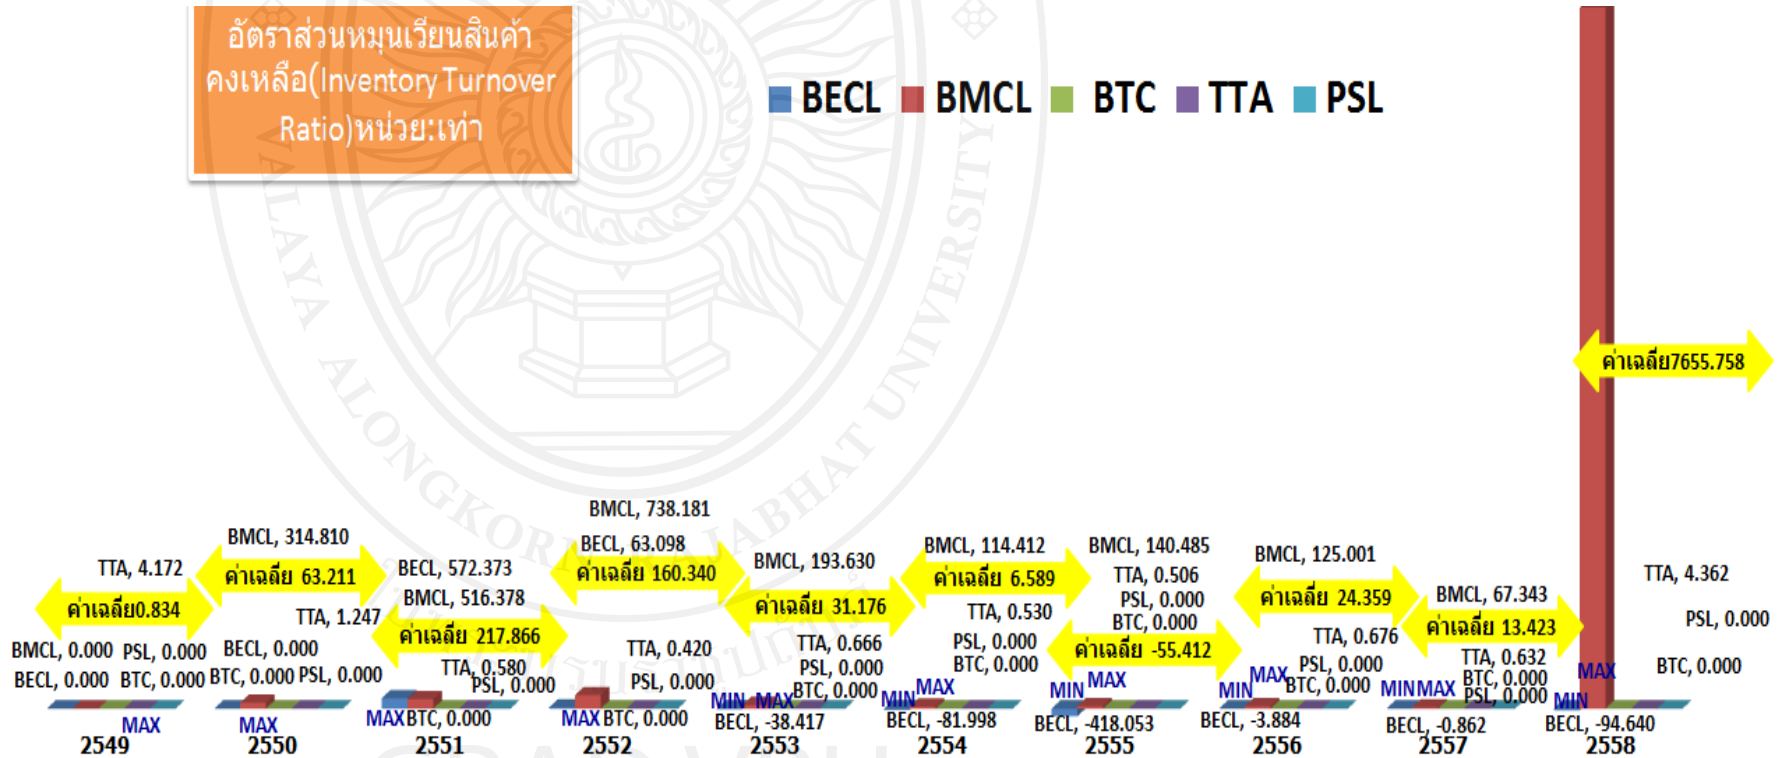 อัตราส่วนหมุนเวียนสินค้า
คงเหลือ(Inventory Turnover
Ratio)หน่วย:เท่า
BECL BMCL BTC TTA PSL
VALAYA ALONGKORN RAJABHAT UNIVERSITY
TTA, 4.172
ค่าเฉลี่ย0.834
BMCL, 0.000 PSL, 0.000
BECL, 0.000 BTC, 0.000
MAX
2549
BMCL, 314.810
ค่าเฉลี่ย 63.211
TTA, 1.247
BECL, 0.000
BTC, 0.000 PSL, 0.000
MAX
2550
BECL, 572.373
BMCL, 516.378
ค่าเฉลี่ย 217.866
TTA, 0.580
PSL, 0.000
MAX BTC, 0.000
2551
BMCL, 738.181
BECL, 63.098
ค่าเฉลี่ย 160.340
TTA, 0.420
PSL, 0.000
MAX BTC, 0.000
2552
BMCL, 193.630
ค่าเฉลี่ย 31.176
TTA, 0.666
PSL, 0.000
BTC, 0.000
MIN MAX
BECL, -38.417
2553
BMCL, 114.412
ค่าเฉลี่ย 6.589
TTA, 0.530
PSL, 0.000
BTC, 0.000
MIN MAX
BECL, -81.998
2554
BMCL, 140.485
TTA, 0.506
PSL, 0.000
BTC, 0.000
ค่าเฉลี่ย -55.412
MIN MAX
BECL, -418.053
2555
BMCL, 125.001
ค่าเฉลี่ย 24.359
TTA, 0.676
PSL, 0.000
BTC, 0.000
MIN MAX
BECL, -3.884
2556
BMCL, 67.343
ค่าเฉลี่ย 13.423
TTA, 0.632
BTC, 0.000
PSL, 0.000
MIN MAX
BECL, -0.862
2557
ค่าเฉลี่ย7655.758
TTA, 4.362
PSL, 0.000
BTC, 0.000
MAX
MIN
BECL, -94.640
2558